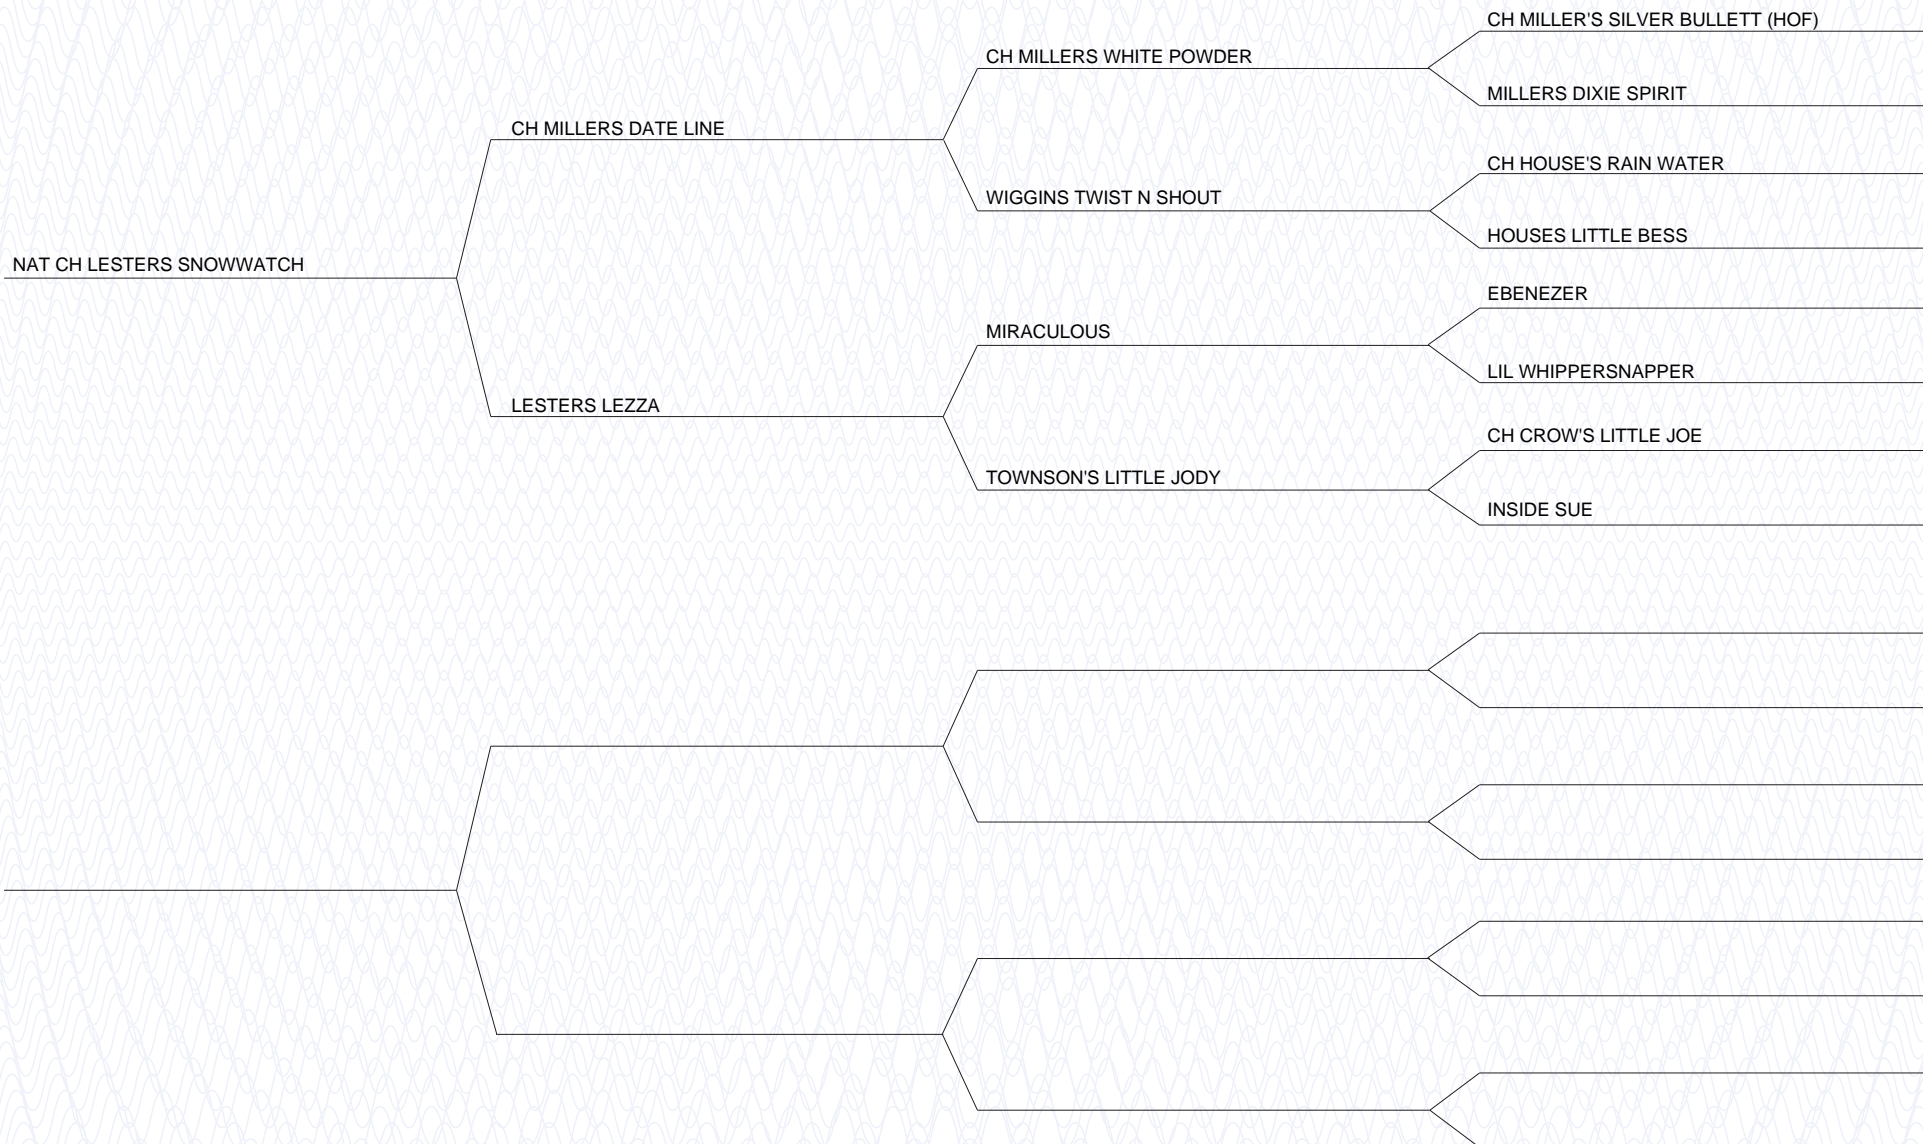 CH MILLER'S SILVER BULLETT (HOF)
CH MILLERS WHITE POWDER
MILLERS DIXIE SPIRIT
CH MILLERS DATE LINE
CH HOUSE'S RAIN WATER
WIGGINS TWIST N SHOUT
HOUSES LITTLE BESS
NAT CH LESTERS SNOWWATCH
EBENEZER
MIRACULOUS
LIL WHIPPERSNAPPER
LESTERS LEZZA
CH CROW'S LITTLE JOE
TOWNSON'S LITTLE JODY
INSIDE SUE